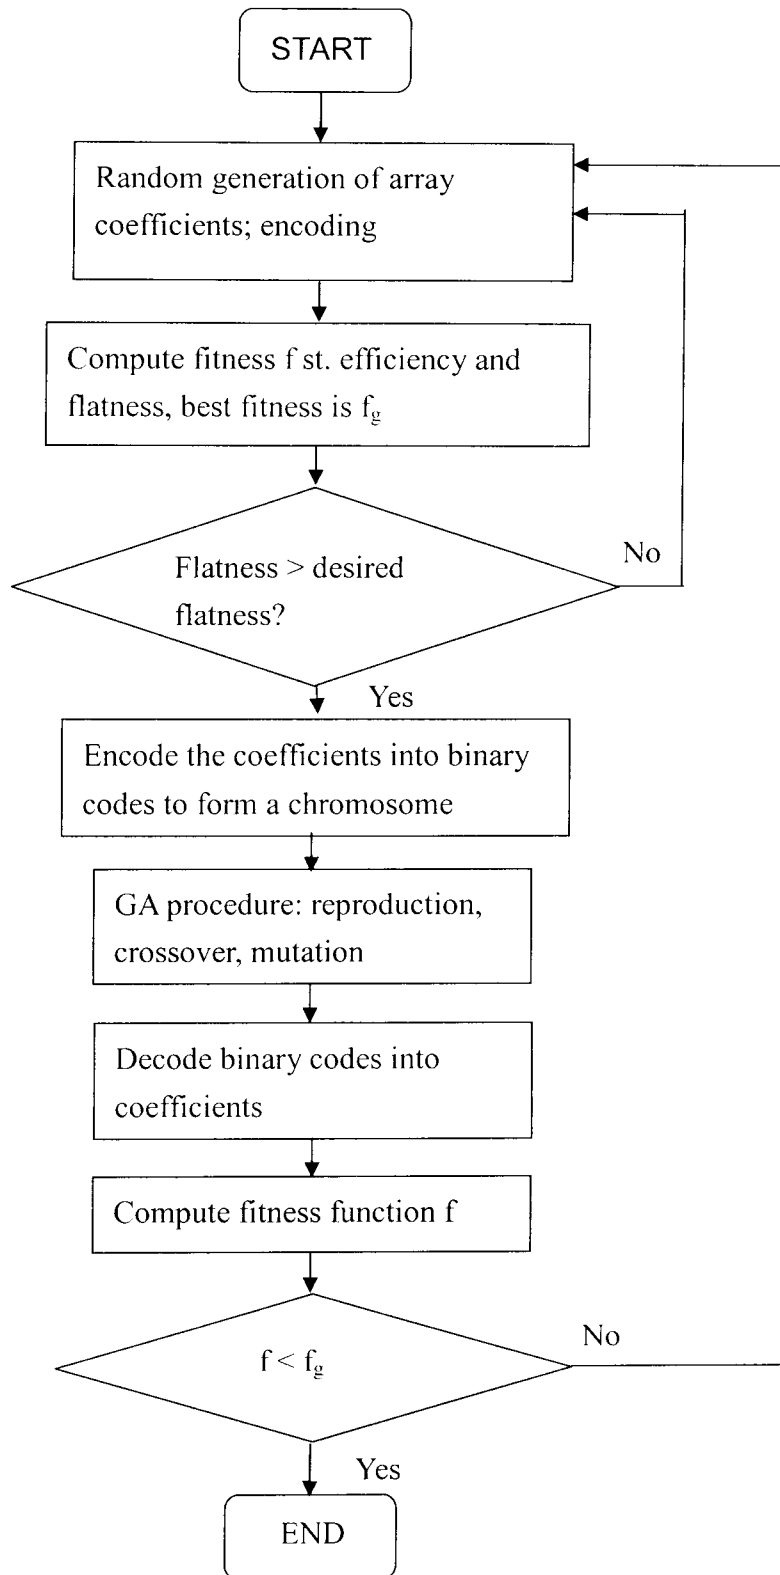 START
Random generation of array
coefficients; encoding
Compute fitness f st. efficiency and
flatness, best fitness is fg
Flatness > desired
flatness?
No
Yes
Encode the coefficients into binary
codes to form a chromosome
GA procedure: reproduction,
crossover, mutation
Decode binary codes into
coefficients
Compute fitness function f
f < fg
No
Yes
END